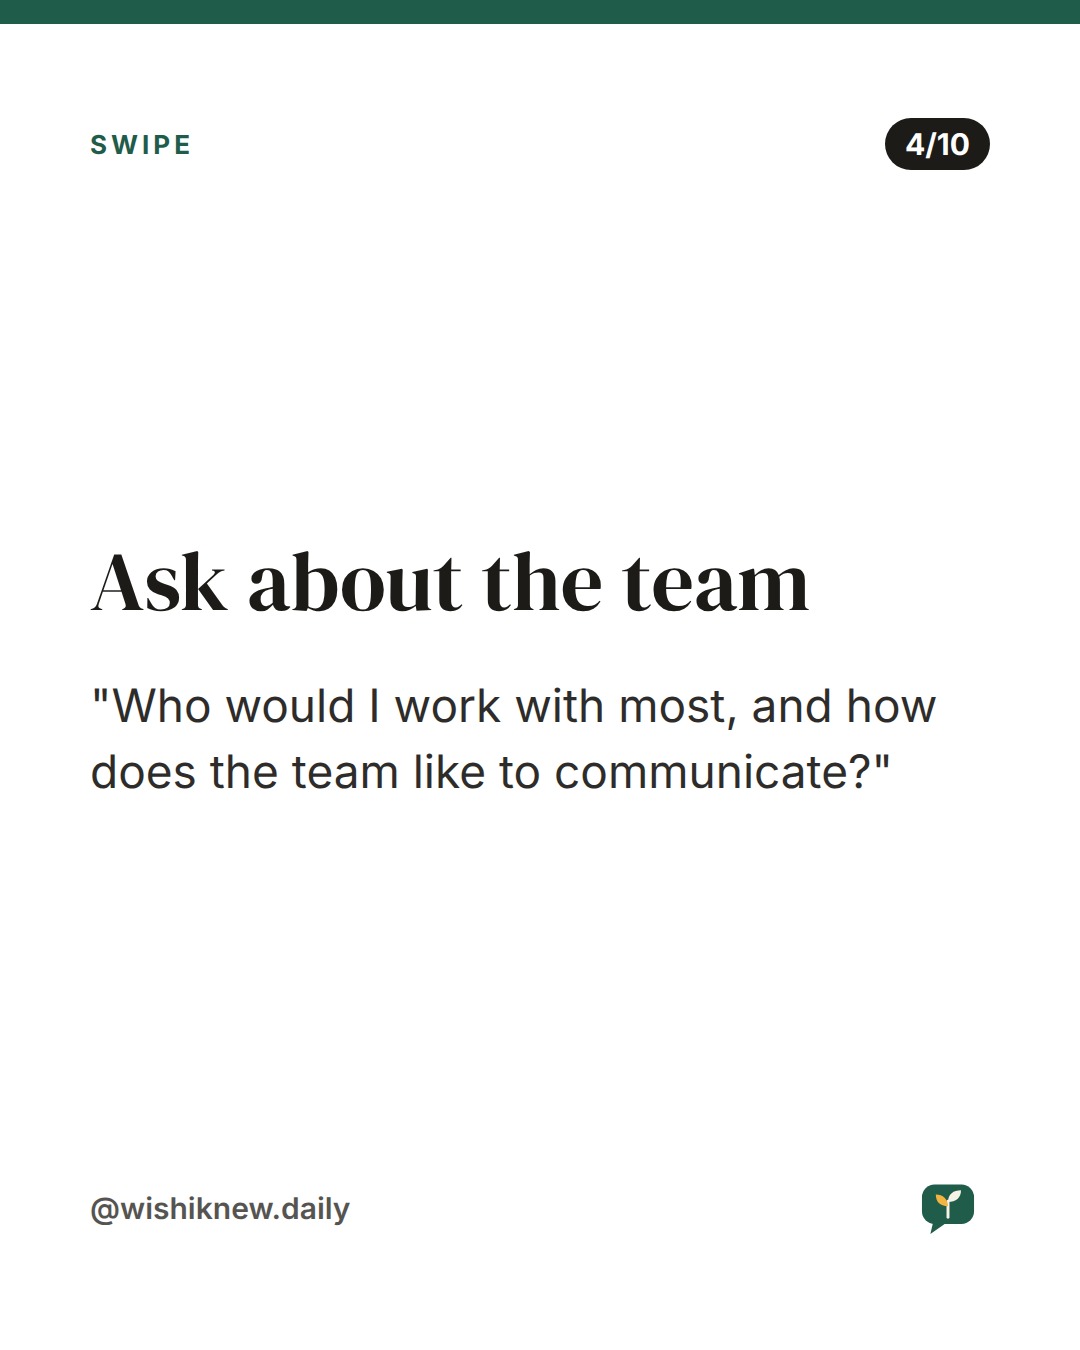 SWIPE
4/10
Ask about the team
"Who would I work with most, and how
does the team like to communicate?"
@wishiknew.daily